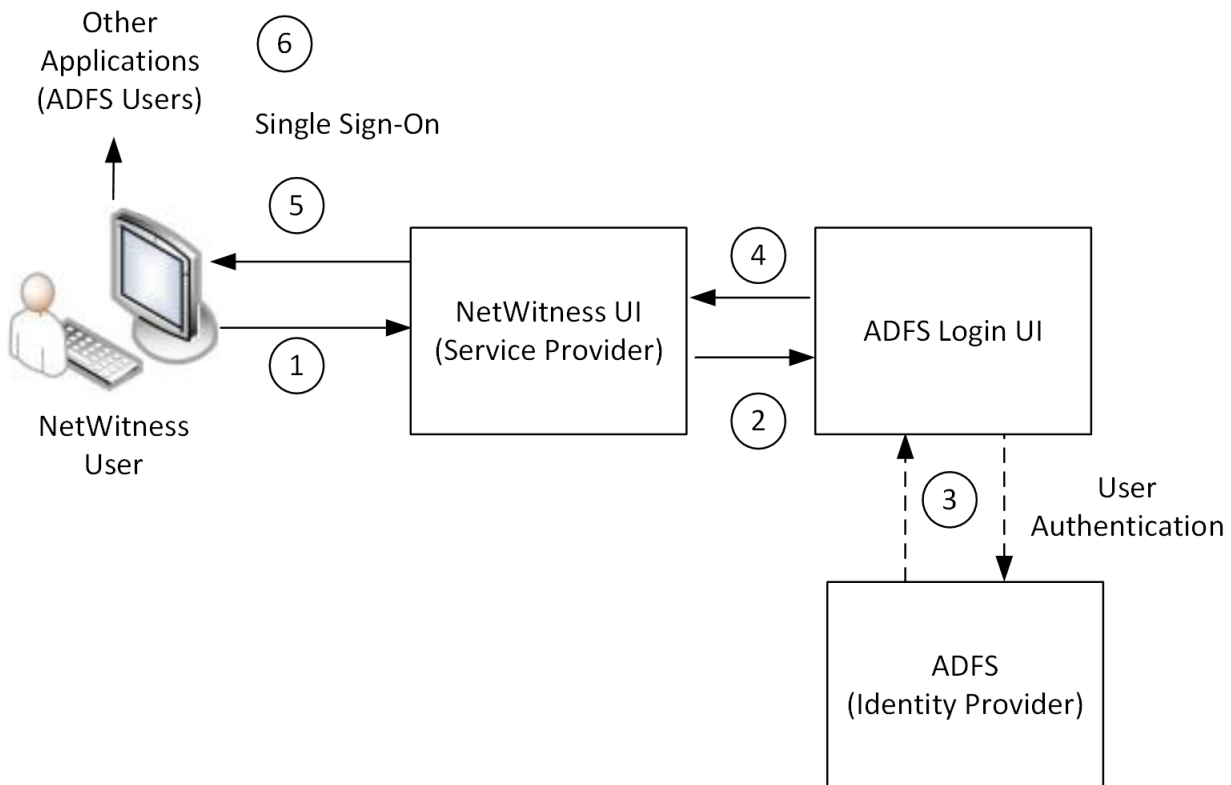 Other
Applications
(ADFS Users)
6
Single Sign-On
5
1
NetWitness
User
NetWitness UI
(Service Provider)
4
2
ADFS Login UI
3
User
Authentication
ADFS
(Identity Provider)